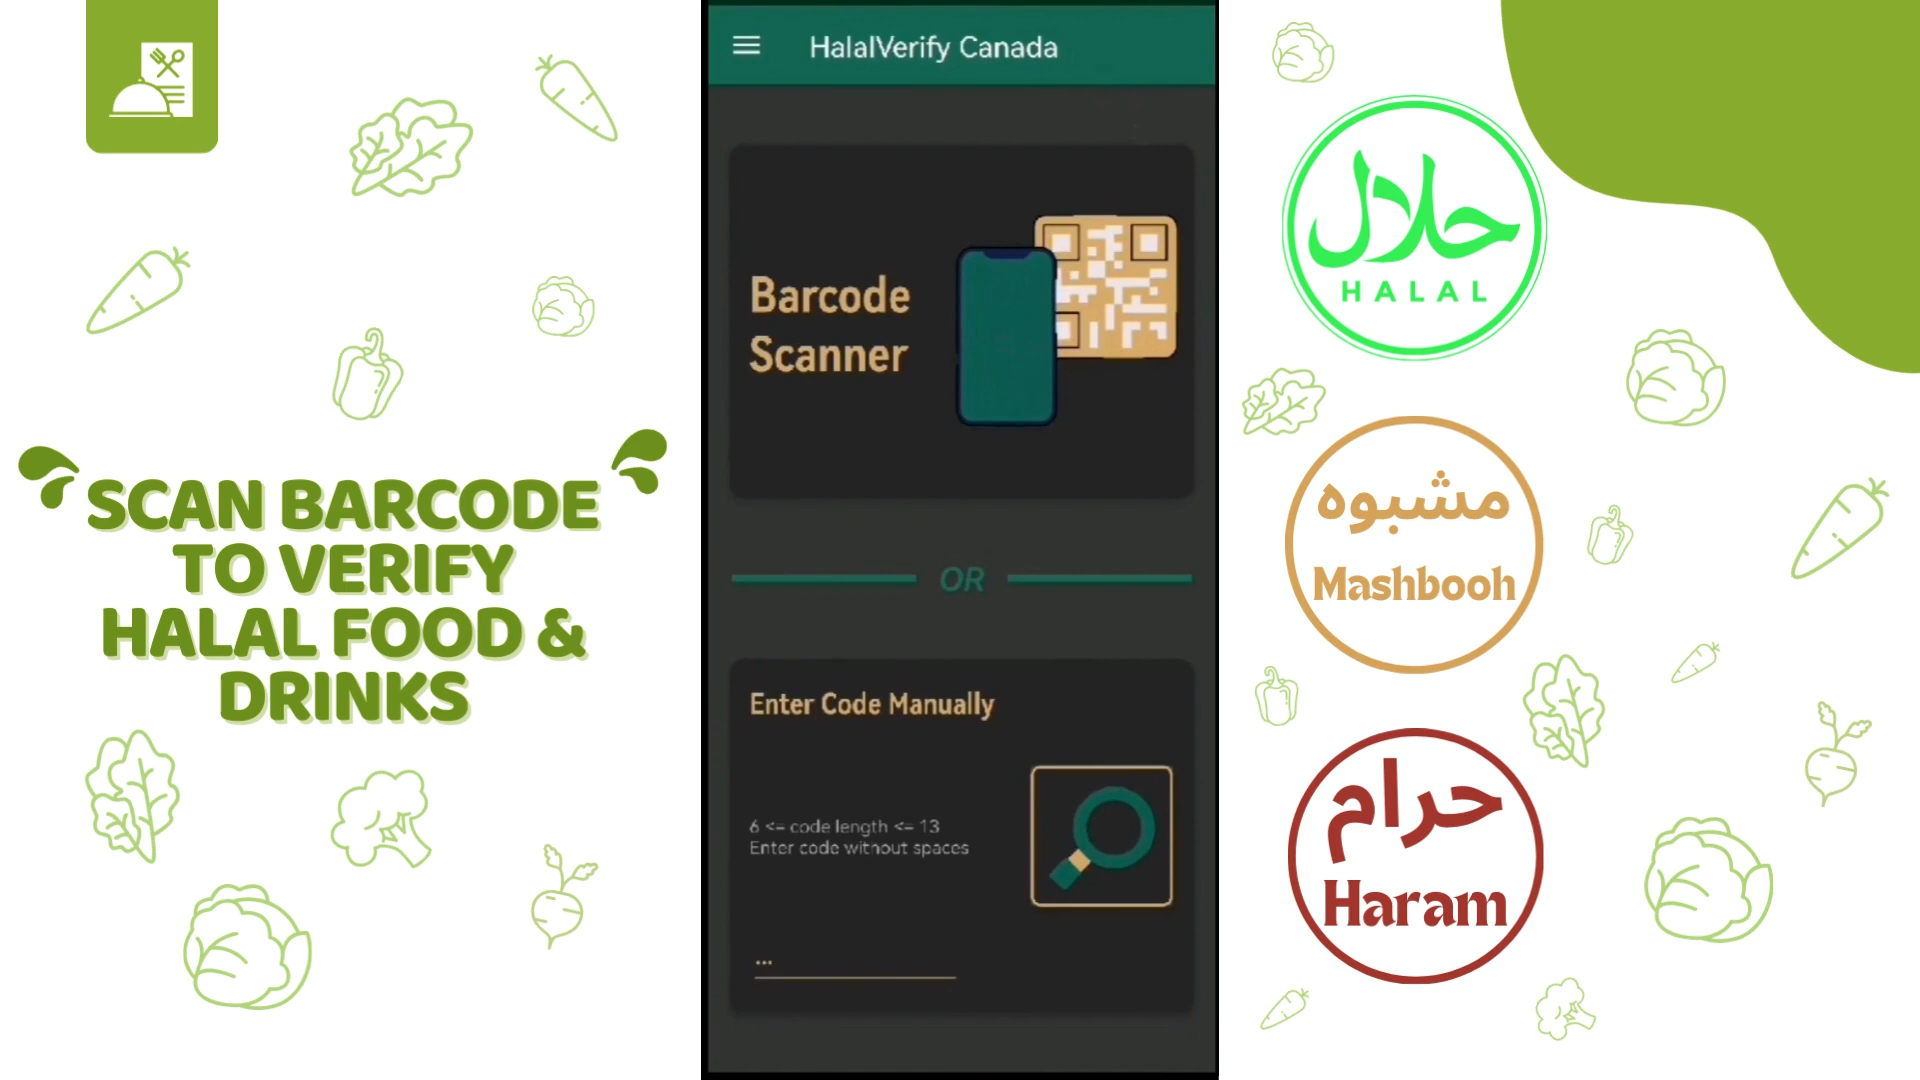 SCAN BARCODE
TO VERIFY
HALAL FOOD &
DRINKS
HalalVerify Canada
Barcode
Scanner
OR
Enter Code Manually
6 <= code length <= 13
Enter code without spaces
...
حلال
HALAL
مشبوه
Mashbooh
حرام
Haram